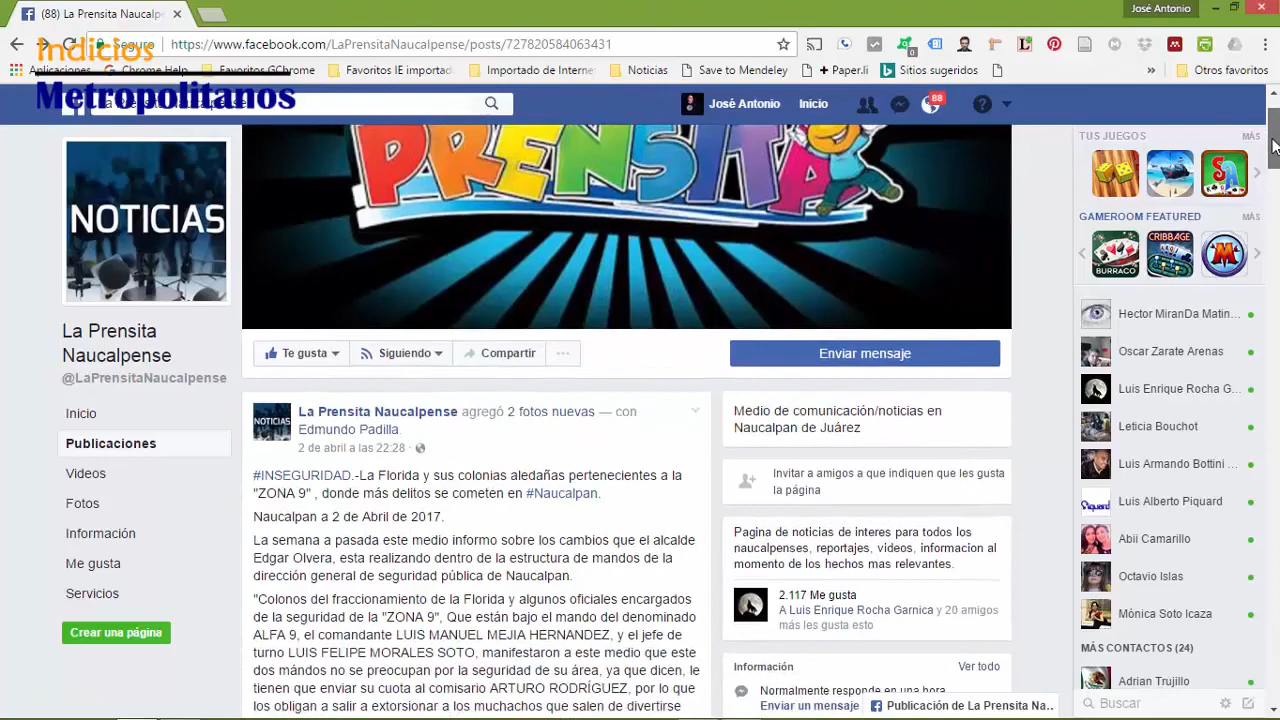 (88) La Prensita Naucalpe
José Antonio
Indicios
Metropolitanos
Seguro
https://www.facebook.com/LaPrensitaNaucalpense/posts/727820584063431
Aplicaciones
Chrome Help
Favoritos GChrome
Favoritos IE importad
Importado de Internet
Noticias
Save to Mendeley
+ Paper.li
Sitios sugeridos
»
Otros favoritos
La Prensita Naucalpense
José Antonio
Inicio
88
PRENSITA
NOTICIAS
La Prensita
Naucalpense
@LaPrensitaNaucalpense
Inicio
Publicaciones
Videos
Fotos
Información
Me gusta
Servicios
Crear una página
Te gusta
Siguiendo
Compartir
Enviar mensaje
NOTICIAS
La Prensita Naucalpense agregó 2 fotos nuevas — con
Edmundo Padilla.
2 de abril a las 22:28 ·
#INSEGURIDAD.-La Florida y sus colonias aledañas pertenecientes a la
"ZONA 9" , donde más delitos se cometen en #Naucalpan.
Naucalpan a 2 de Abril de 2017.
La semana a pasada este medio informo sobre los cambios que el alcalde
Edgar Olvera, esta realizando dentro de la estructura de mandos de la
dirección general de seguridad pública de Naucalpan.
"Colonos del fraccionamiento de la Florida y algunos oficiales encargados
de la seguridad de la "ZONA 9", Que están bajo el mando del denominado
ALFA 9, el comandante LUIS MANUEL MEJIA HERNANDEZ, y el jefe de
turno LUIS FELIPE MORALES SOTO, manifestaron a este medio que este
dos mándos no se preocupan por la seguridad de su área, ya que dicen, le
tienen que enviar su cuota al comisario ARTURO RODRÍGUEZ, por lo que
los obligan a salir a extorsionar a los muchachos que salen de divertirse
Medio de comunicación/noticias en
Naucalpan de Juárez
Invitar a amigos a que indiquen que les gusta
la página
Pagina de noticias de interes para todos los
naucalpenses, reportajes, videos, informacion al
momento de los hechos mas relevantes.
2.117 Me gusta
A Luis Enrique Rocha Garnica y 20 amigos
más les gusta esto
Información
Ver todo
Normalmente responde en una hora
Enviar un mensaje
Publicación de La Prensita Na..
TUS JUEGOS
MÁS
GAMEROOM FEATURED
MÁS
BURRACO
CRIBBAGE
Hector MiranDa Matin...
Oscar Zarate Arenas
Luis Enrique Rocha G...
Leticia Bouchot
Luis Armando Bottini ...
Luis Alberto Piquard
Abii Camarillo
Octavio Islas
Mònica Soto Icaza
MÁS CONTACTOS (24)
Adrian Trujillo
Buscar